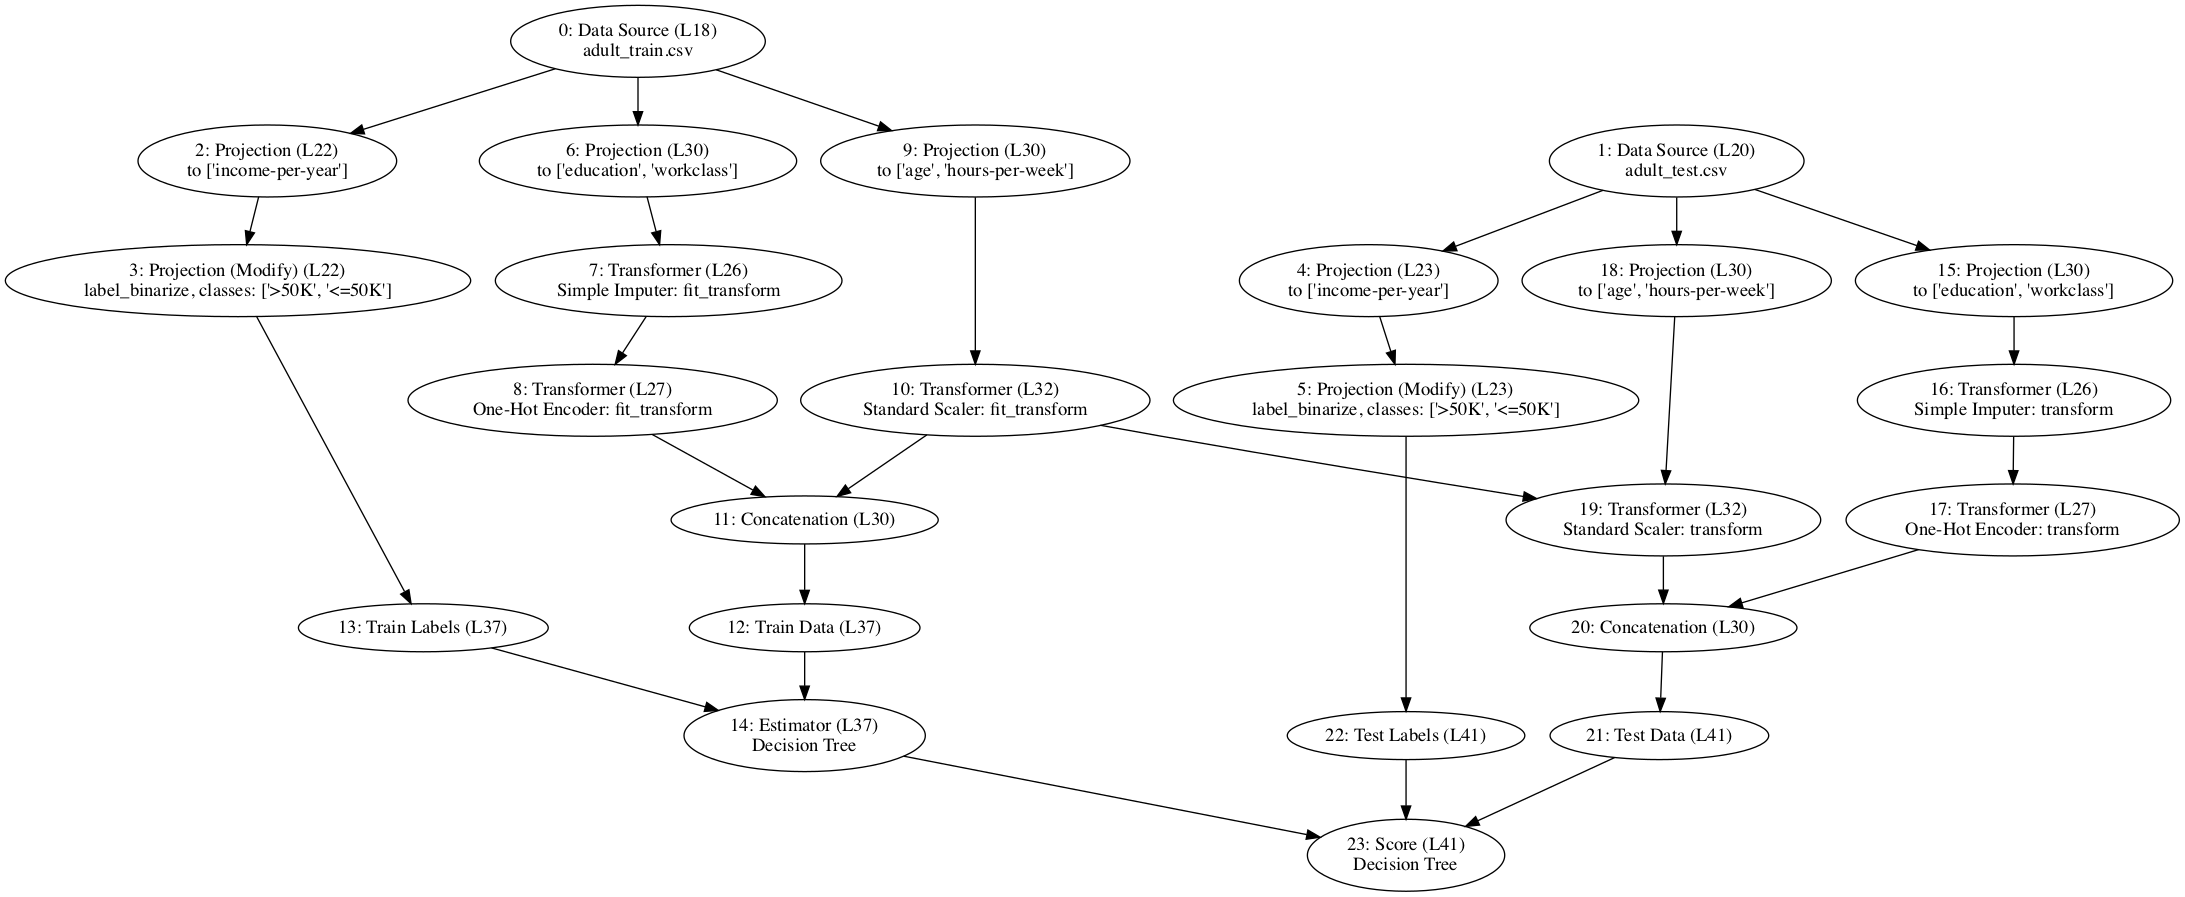 0: Data Source (L18)
adult_train.csv
2: Projection (L22)
to ['income-per-year']
6: Projection (L30)
to ['education', 'workclass']
9: Projection (L30)
to ['age', 'hours-per-week']
1: Data Source (L20)
adult_test.csv
3: Projection (Modify) (L22)
label_binarize, classes: ['>50K', '<=50K']
7: Transformer (L26)
Simple Imputer: fit_transform
4: Projection (L23)
to ['income-per-year']
18: Projection (L30)
to ['age', 'hours-per-week']
15: Projection (L30)
to ['education', 'workclass']
8: Transformer (L27)
One-Hot Encoder: fit_transform
10: Transformer (L32)
Standard Scaler: fit_transform
5: Projection (Modify) (L23)
label_binarize, classes: ['>50K', '<=50K']
16: Transformer (L26)
Simple Imputer: transform
11: Concatenation (L30)
19: Transformer (L32)
Standard Scaler: transform
17: Transformer (L27)
One-Hot Encoder: transform
13: Train Labels (L37)
12: Train Data (L37)
20: Concatenation (L30)
14: Estimator (L37)
Decision Tree
22: Test Labels (L41)
21: Test Data (L41)
23: Score (L41)
Decision Tree